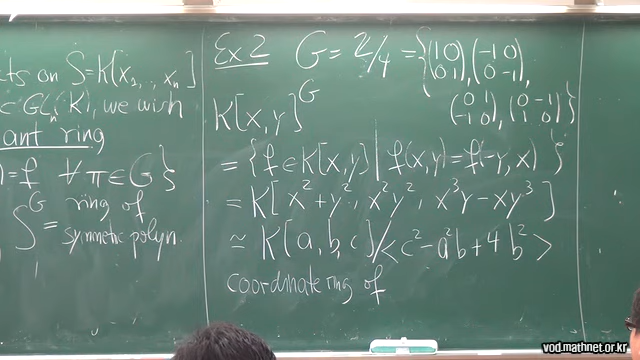 cts on S=K[x₁,..,xₙ]
⊂ GL(ₙ,K), we wish
ant ring
)=f ∀π∈G}
S^G = ring of
symmetric polyn.
Ex 2 G=ℤ/4={(1 0; 0 1),(-1 0; 0 -1),
(0 1; -1 0),(0 -1; 1 0)}
K[x,y]^G
={f∈K[x,y] | f(x,y)=f(-y,x)}
=K[x²+y², x²y², x³y-xy³]
≃K[a,b,c]/<c²-a²b+4b²>
coordinate ring of
vod.mathnet.or.kr